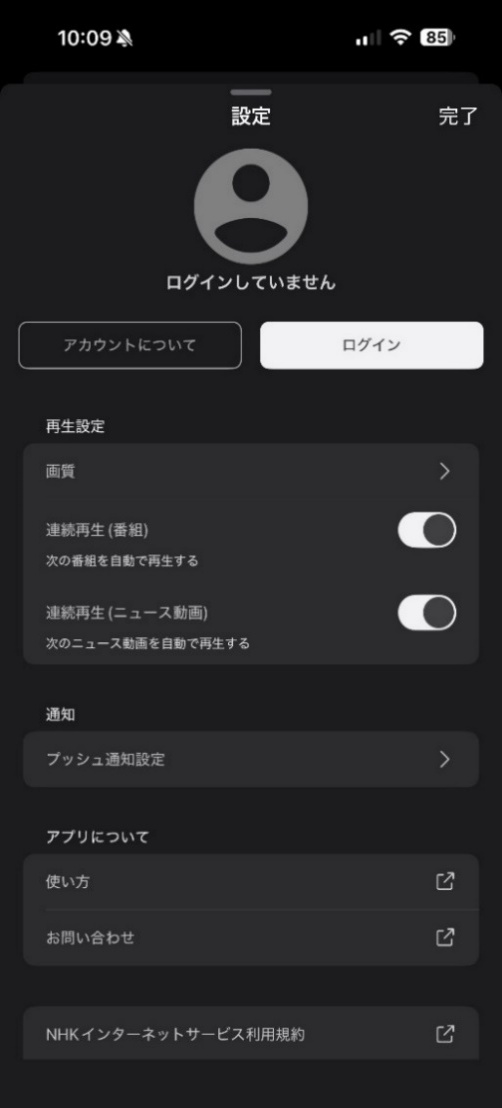 10:09
85
設定
完了
ログインしていません
アカウントについて
ログイン
再生設定
画質
連続再生(番組)
次の番組を自動で再生する
連続再生(ニュース動画)
次のニュース動画を自動で再生する
通知
プッシュ通知設定
アプリについて
使い方
お問い合わせ
NHKインターネットサービス利用規約